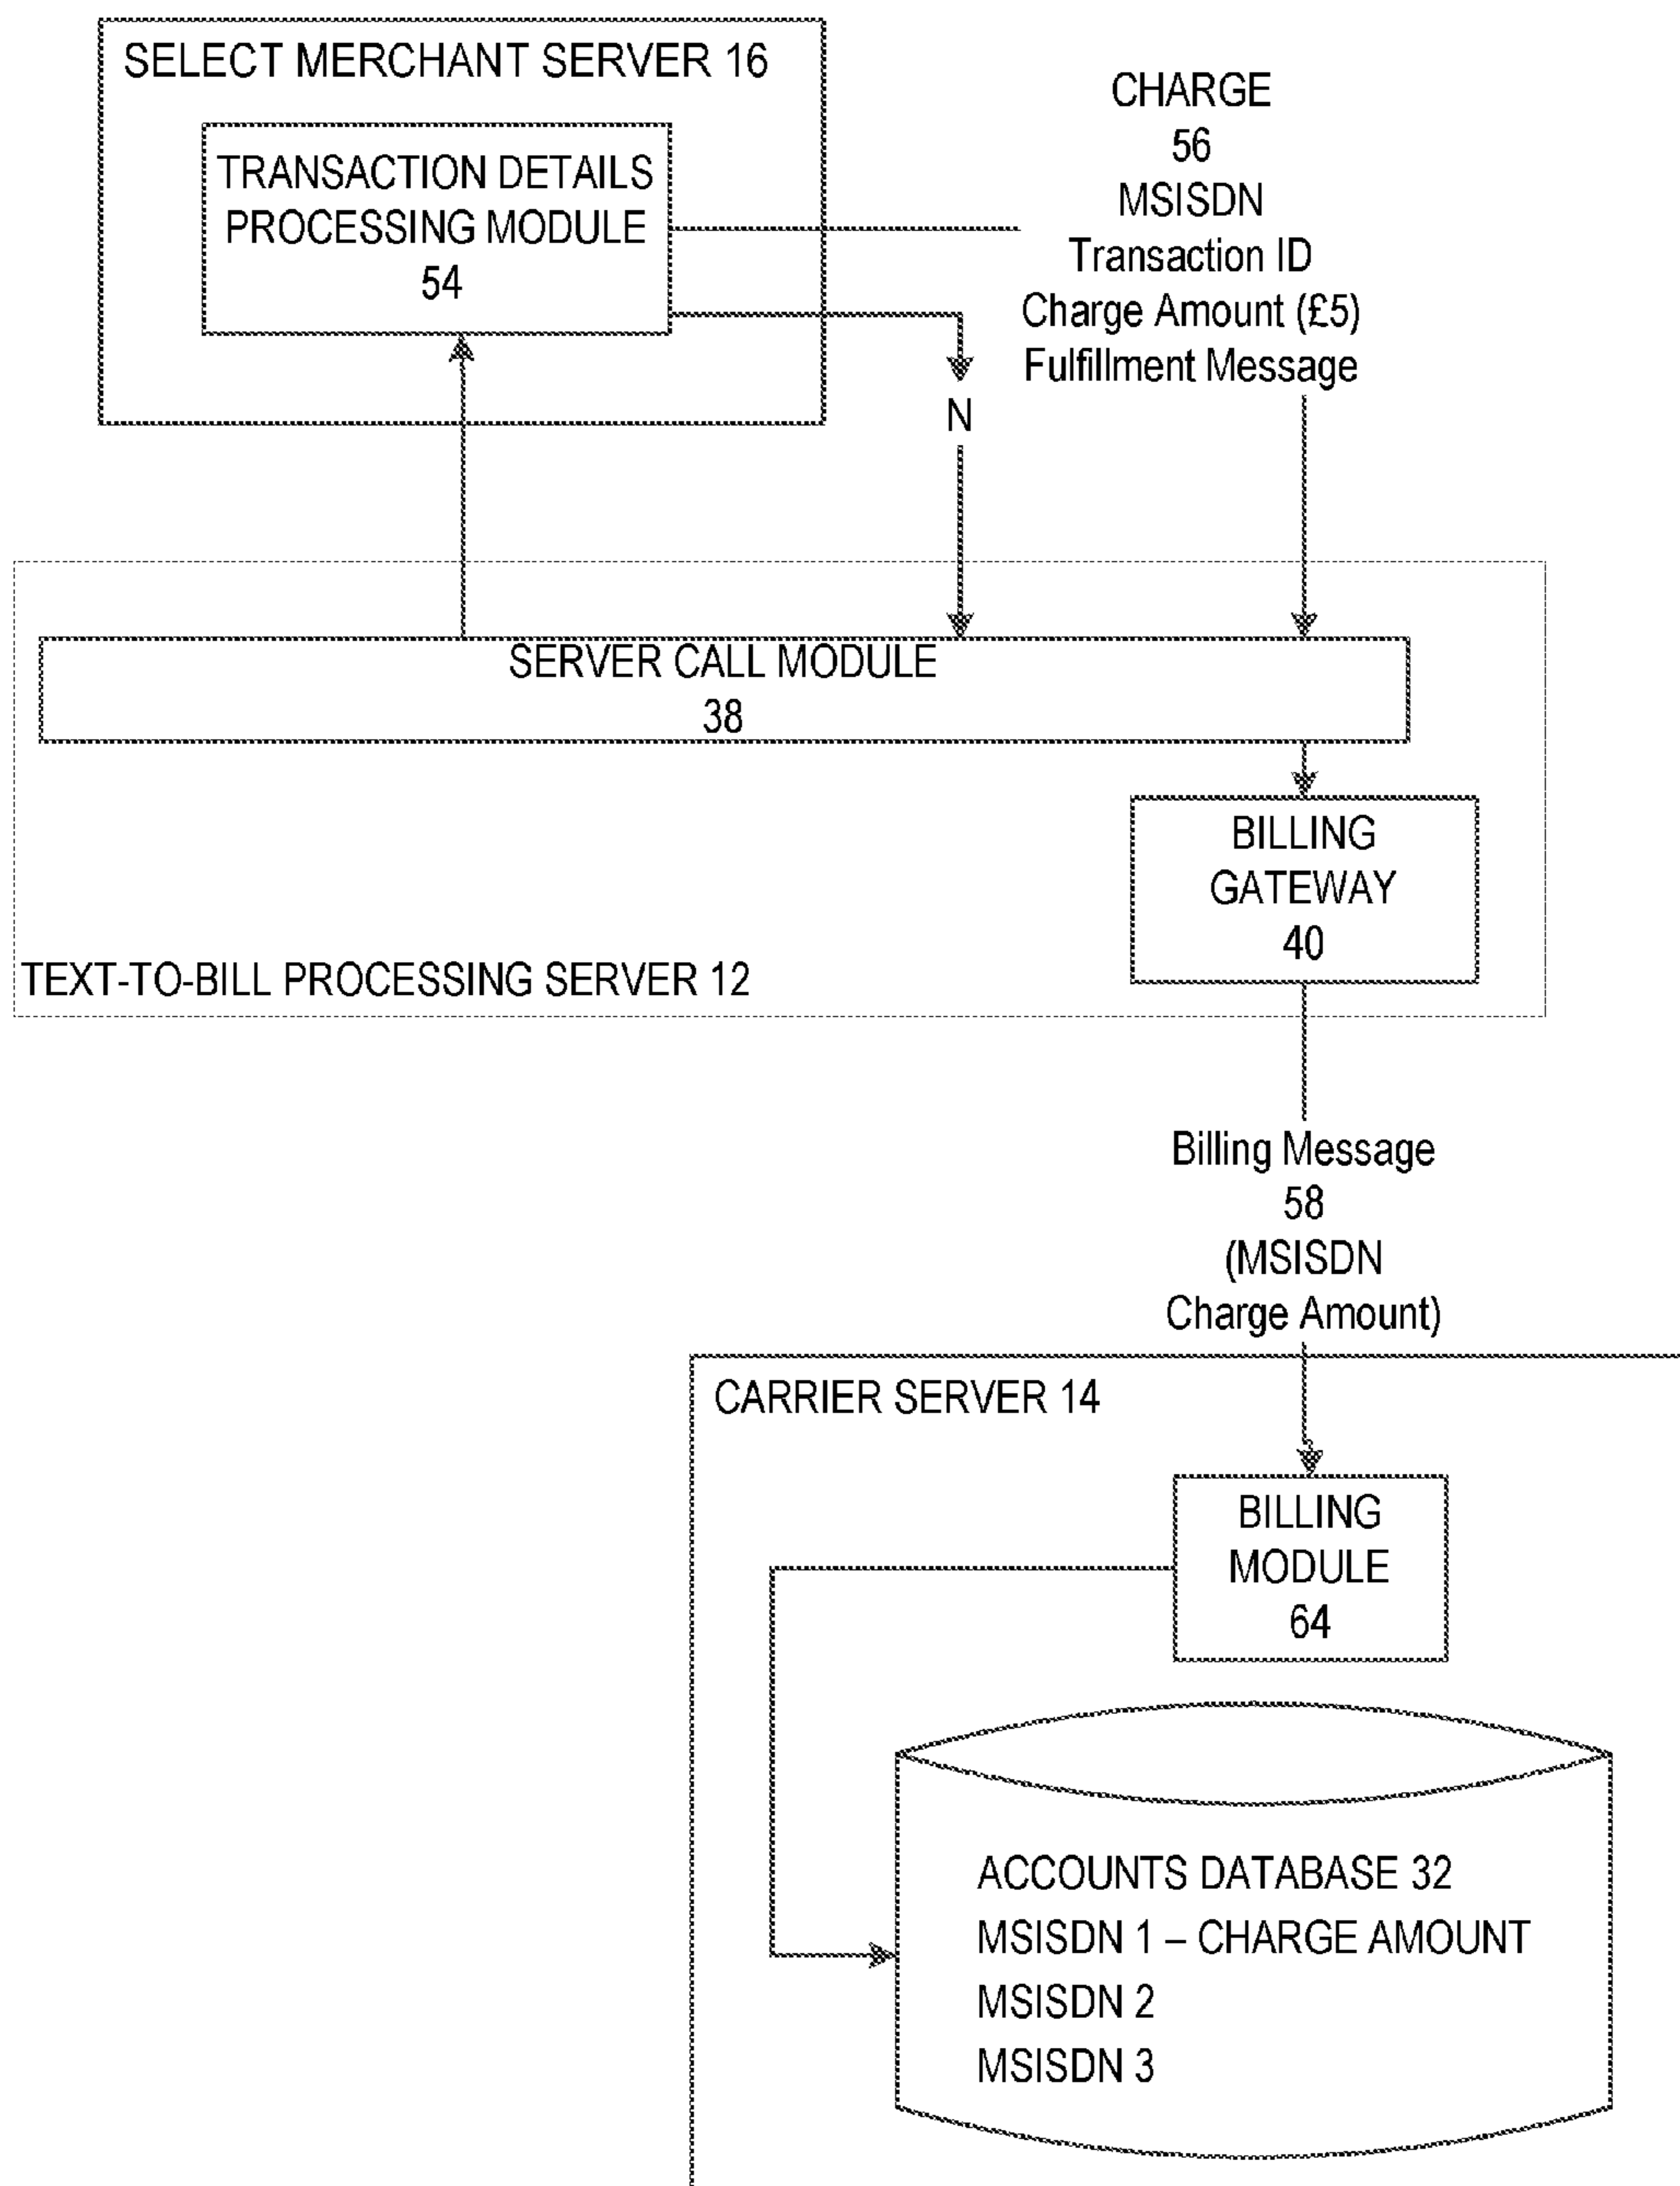 SELECT MERCHANT SERVER 16
TRANSACTION DETAILS
PROCESSING MODULE
54
CHARGE
56
MSISDN
Transaction ID
Charge Amount (£5)
Fulfillment Message
N
SERVER CALL MODULE
38
BILLING
GATEWAY
40
TEXT-TO-BILL PROCESSING SERVER 12
Billing Message
58
(MSISDN
Charge Amount)
CARRIER SERVER 14
BILLING
MODULE
64
ACCOUNTS DATABASE 32
MSISDN 1 – CHARGE AMOUNT
MSISDN 2
MSISDN 3